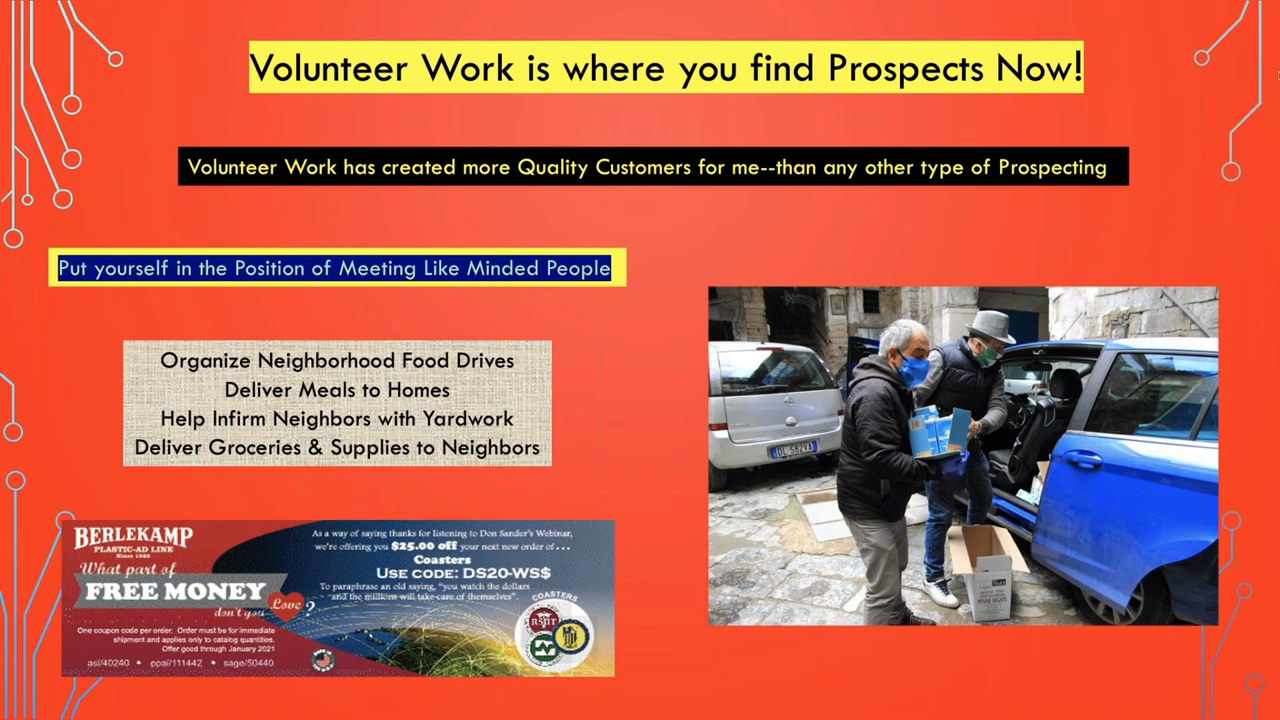 Volunteer Work is where you find Prospects Now!
Volunteer Work has created more Quality Customers for me--than any other type of Prospecting
Put yourself in the Position of Meeting Like Minded People
Organize Neighborhood Food Drives
Deliver Meals to Homes
Help Infirm Neighbors with Yardwork
Deliver Groceries & Supplies to Neighbors
BERLEKAMP
PLASTIC-AD LINE
Since 1939
What part of
FREE MONEY
don't you Love?
One coupon code per order: Order must be for immediate
shipment and applies only to catalog quantities.
Offer good through January 2021
asi/40240 • ppai/111442 • sage/50440
As a way of saying thanks for listening to Don Sander's Webinar,
we're offering you $25.00 off your next new order of...
Coasters
USE CODE: DS20-WS$
To paraphrase an old saying, "you watch the dollars
and the millions will take care of themselves".
COASTERS
DL 582VA
PENNE RIGATE